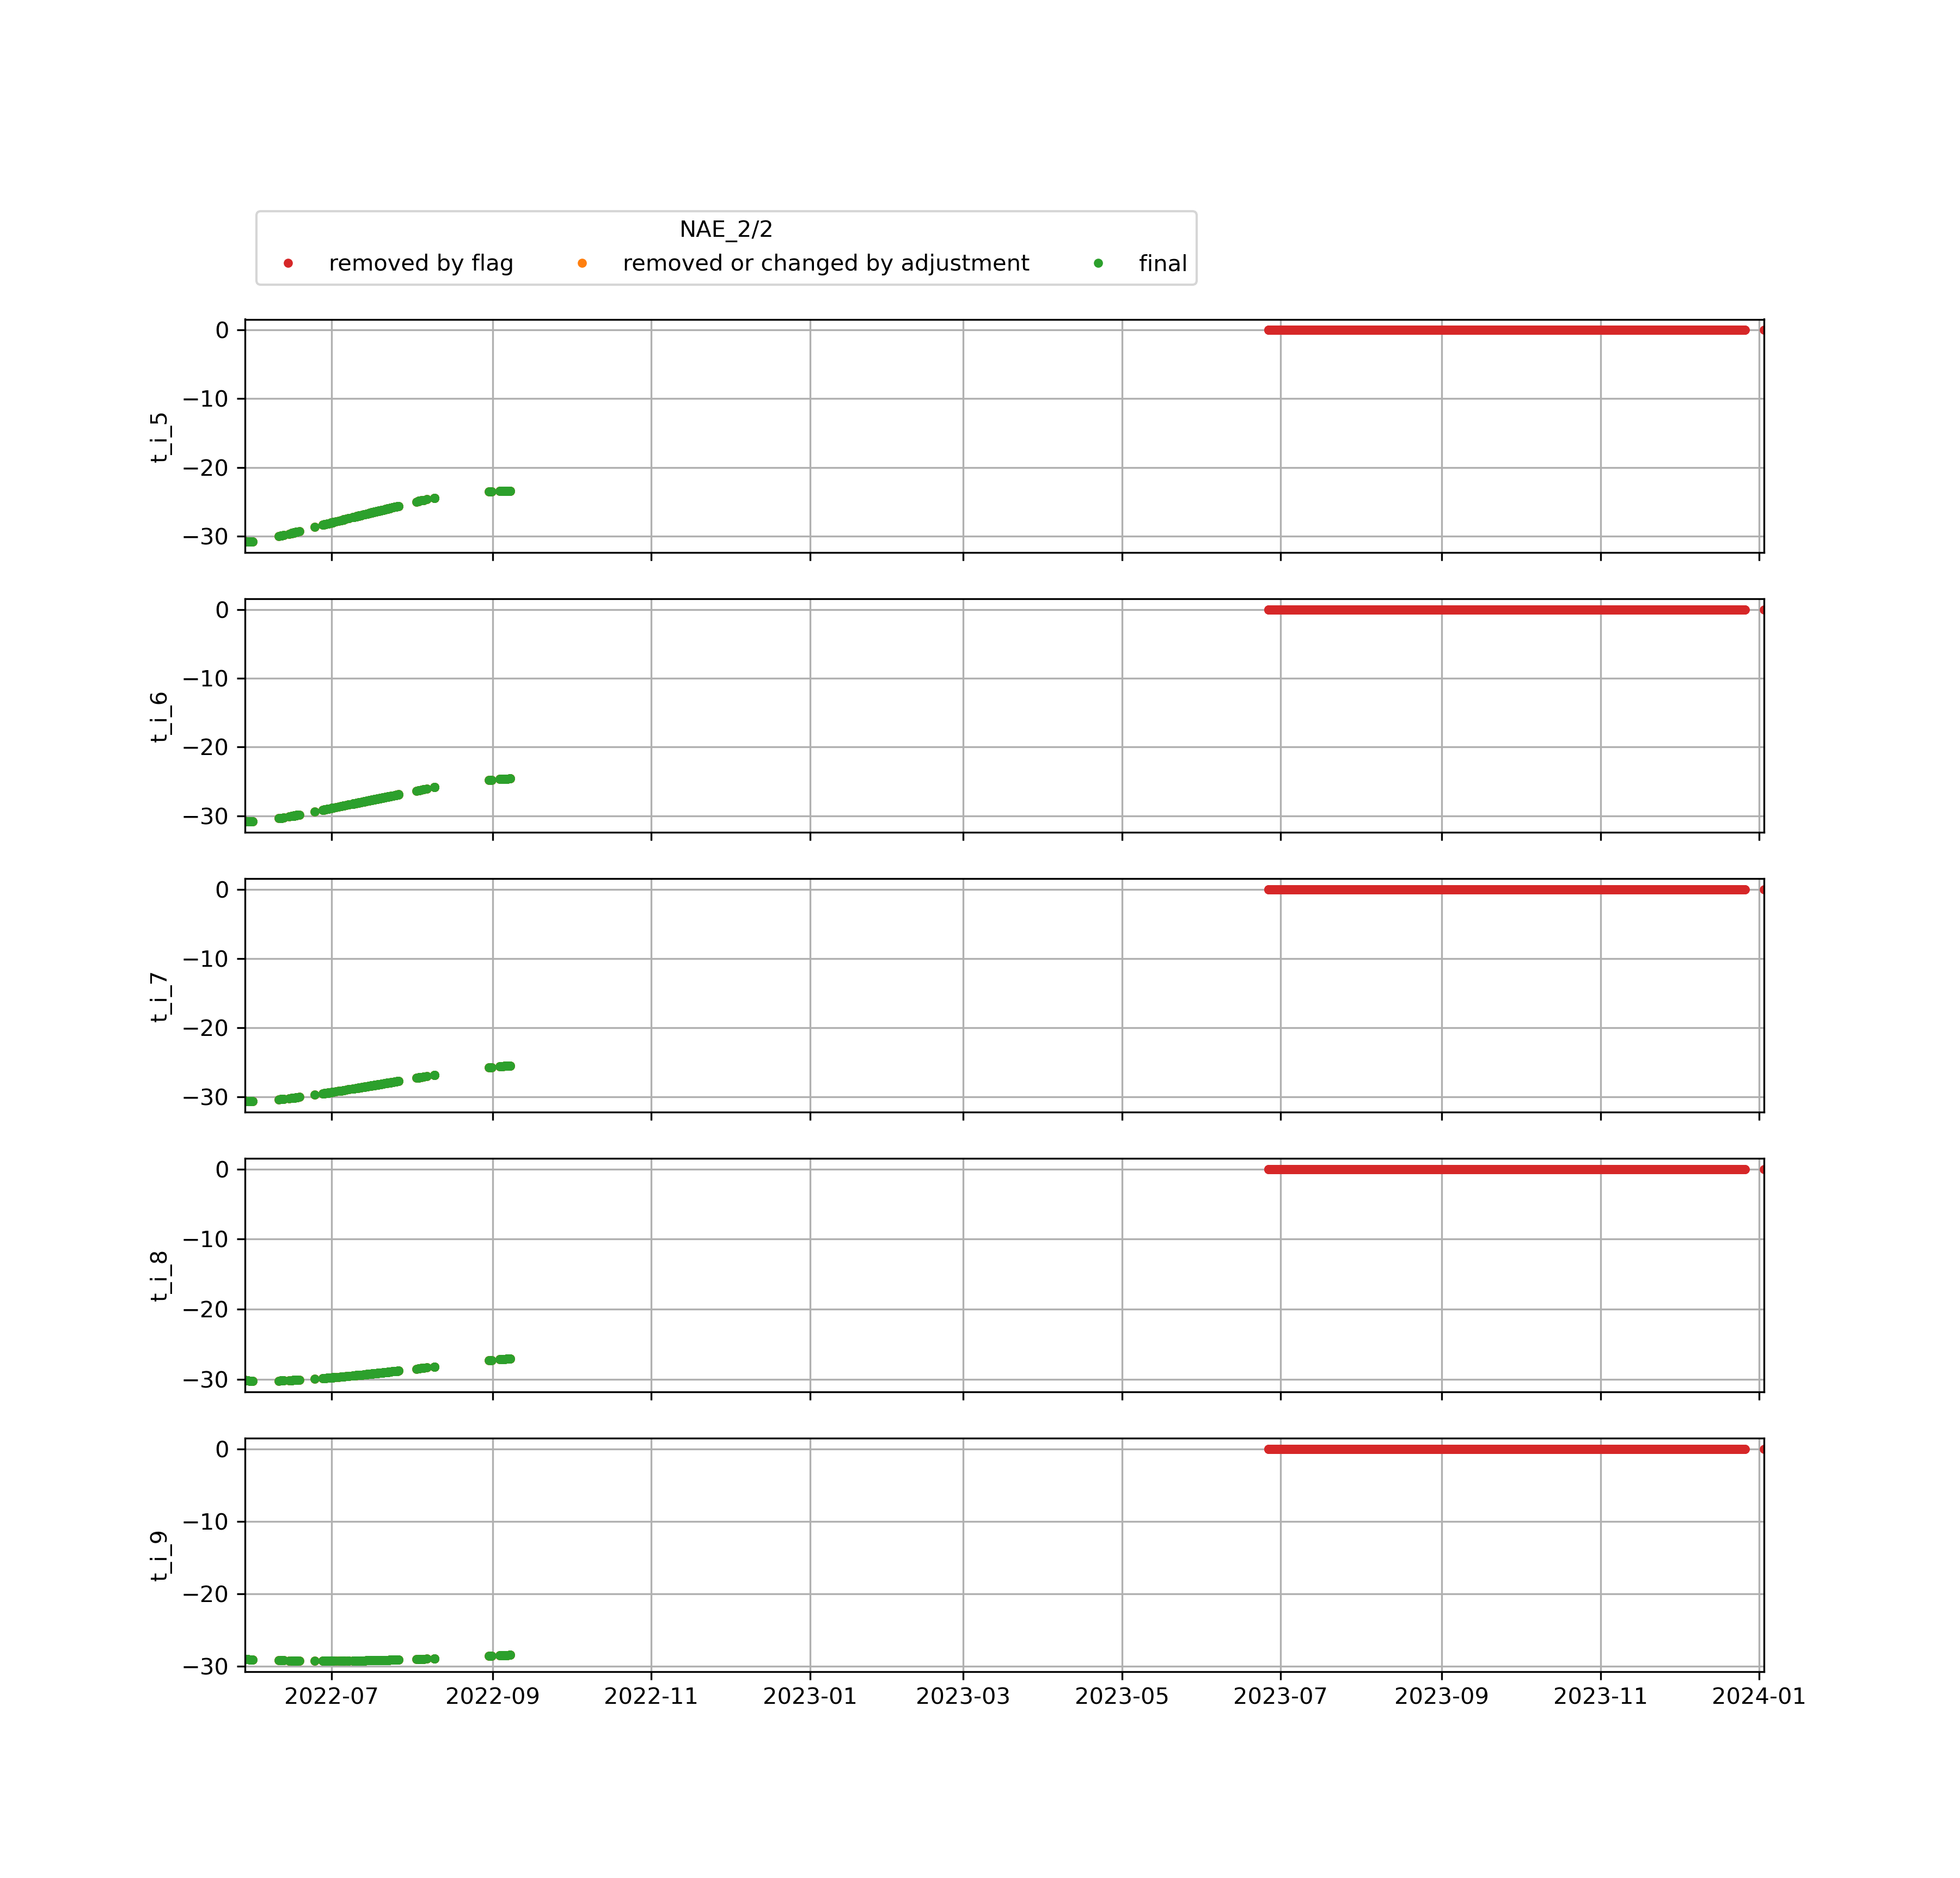 NAE_2/2
removed by flag removed or changed by adjustment final
0
−10
−20
−30
t_i_5
0
−10
−20
−30
t_i_6
0
−10
−20
−30
t_i_7
0
−10
−20
−30
t_i_8
0
−10
−20
−30
t_i_9
2022-07 2022-09 2022-11 2023-01 2023-03 2023-05 2023-07 2023-09 2023-11 2024-01